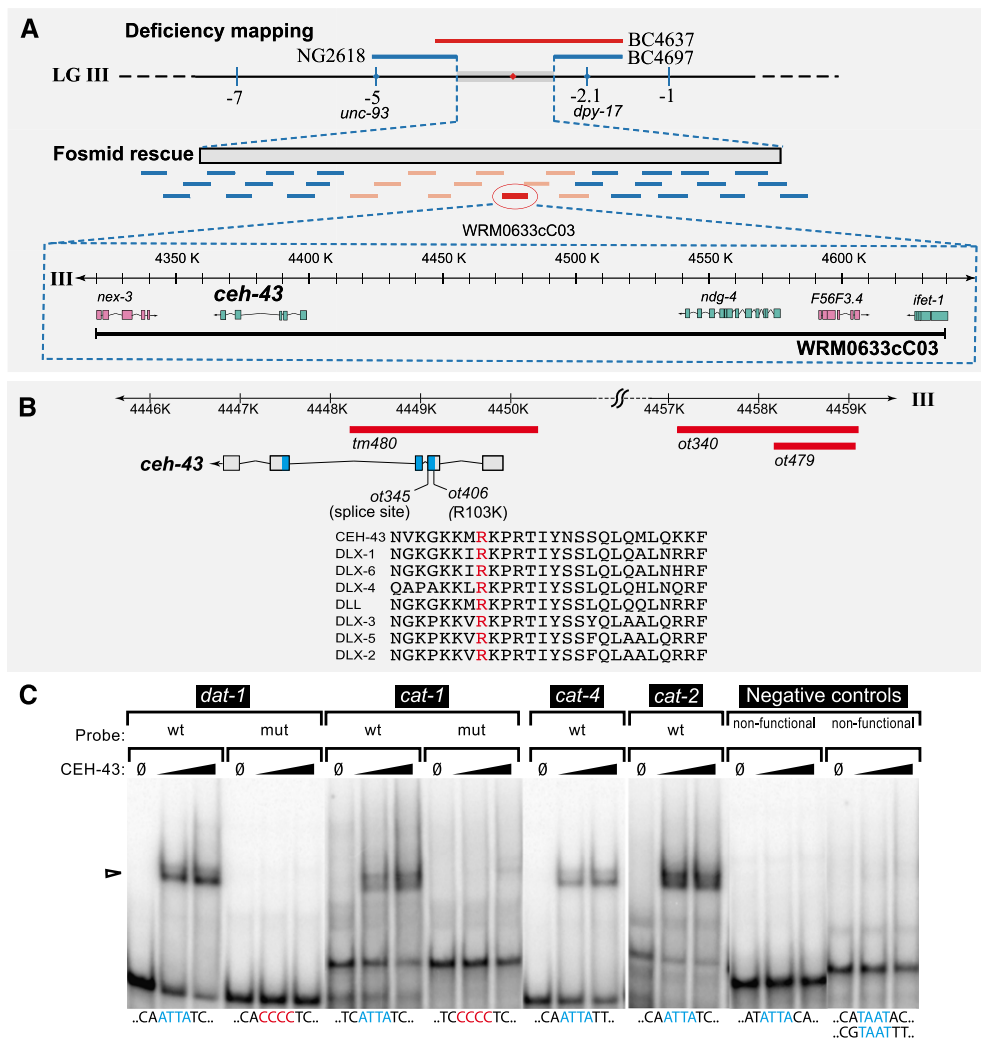 A
Deficiency mapping
BC4637
NG2618
BC4697
LG III
-7
-5
-2.1
-1
unc-93
dpy-17
Fosmid rescue
WRM0633cC03
4350 K
4400 K
4450 K
4500 K
4550 K
4600 K
III
nex-3
ceh-43
ndg-4
F56F3.4
ifet-1
WRM0633cC03
B
4446K
4447K
4448K
4449K
4450K
4457K
4458K
4459K
III
tm480
ot340
ot479
ceh-43
ot345
(splice site)
ot406
(R103K)
CEH-43 NVKGKKMRKPRTIYNSSQLQMLQKKF
DLX-1 NGKGKKIRKPRTIYSSLQLQALNRRF
DLX-6 NGKGKKIRKPRTIYSSLQLQALNHRF
DLX-4 QAPAKKLRKPRTIYSSLQLQHLNQRF
DLL NGKGKKMRKPRTIYSSLQLQQLNRRF
DLX-3 NGKPKKVRKPRTIYSSYQLAALQRRF
DLX-5 NGKPKKVRKPRTIYSSFQLAALQRRF
DLX-2 NGKPKKVRKPRTIYSSFQLAALQRRF
C
dat-1
cat-1
cat-4
cat-2
Negative controls
Probe:
wt
mut
wt
mut
wt
wt
non-functional
non-functional
CEH-43:
Ø
Ø
Ø
Ø
Ø
Ø
Ø
Ø
..CAATTATC..
..CACCCCTC..
..TCATTATC..
..TCCCCCTC..
..CAATTATT..
..CAATTATC..
..ATATTACA..
..CATAATAC..
..CGTAATTT..